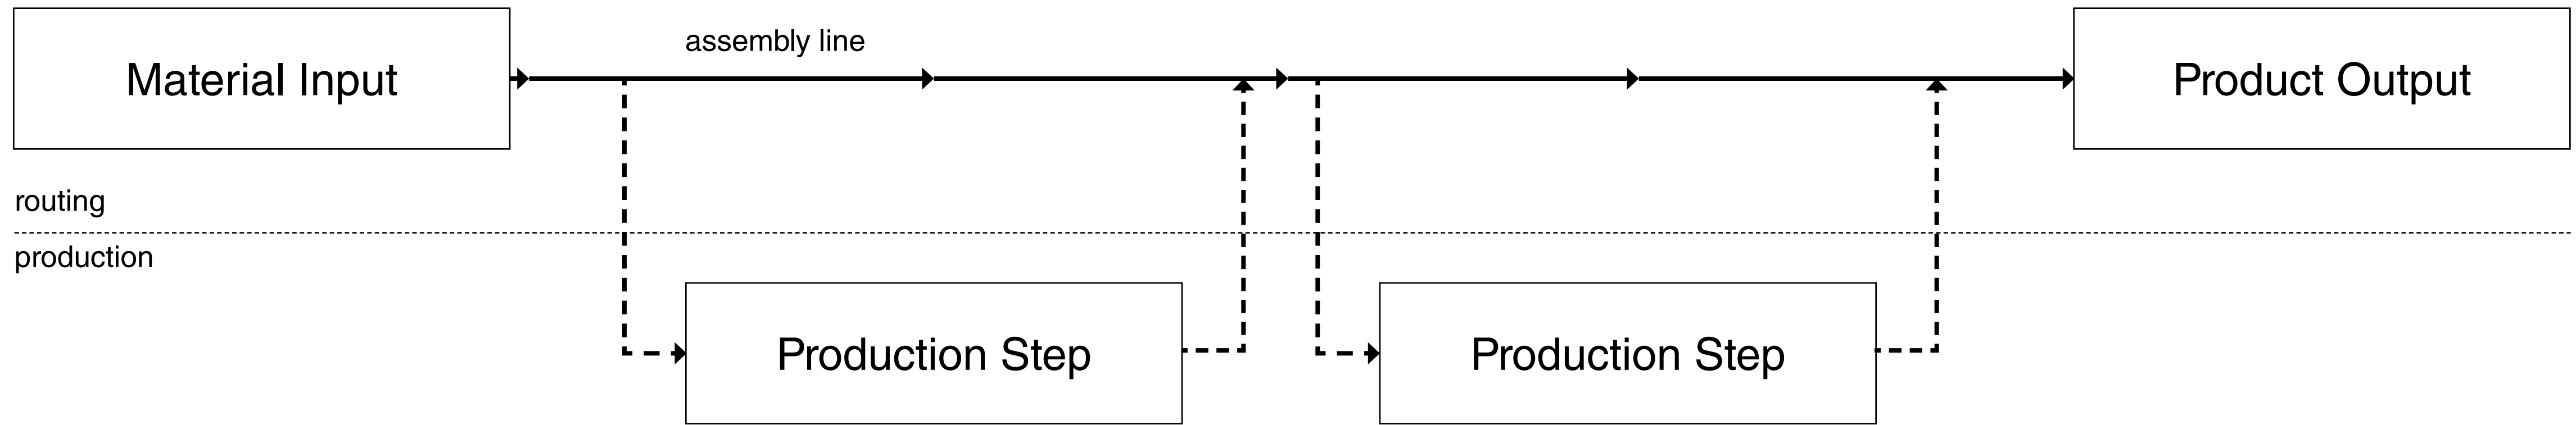 assembly line
Material Input
Product Output
routing
production
Production Step
Production Step